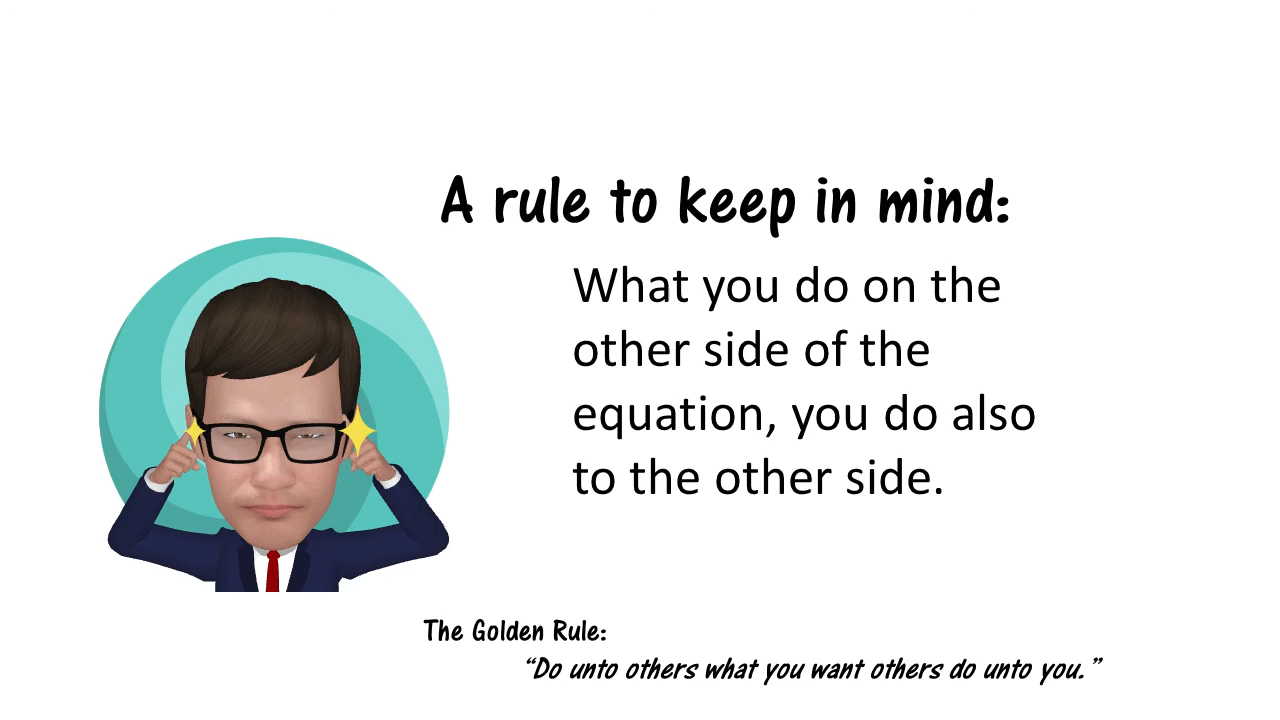 A rule to keep in mind:
What you do on the
other side of the
equation, you do also
to the other side.
The Golden Rule:
“Do unto others what you want others do unto you.”